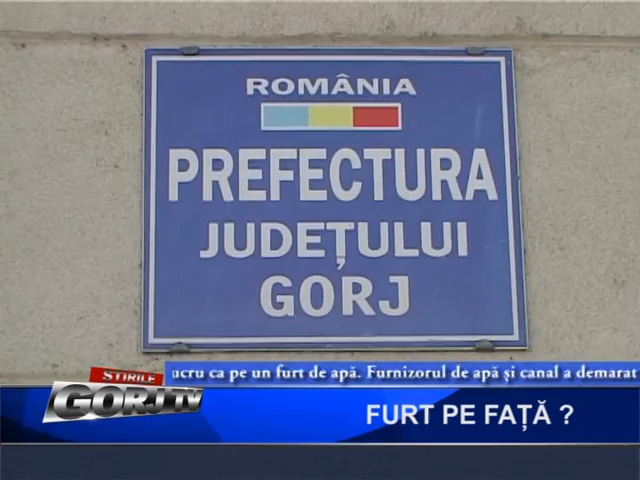 ROMÂNIA
PREFECTURA
JUDEȚULUI
GORJ
ucru ca pe un furt de apă. Furnizorul de apă și canal a demarat
ȘTIRILE
GORJ TV
FURT PE FAȚĂ ?